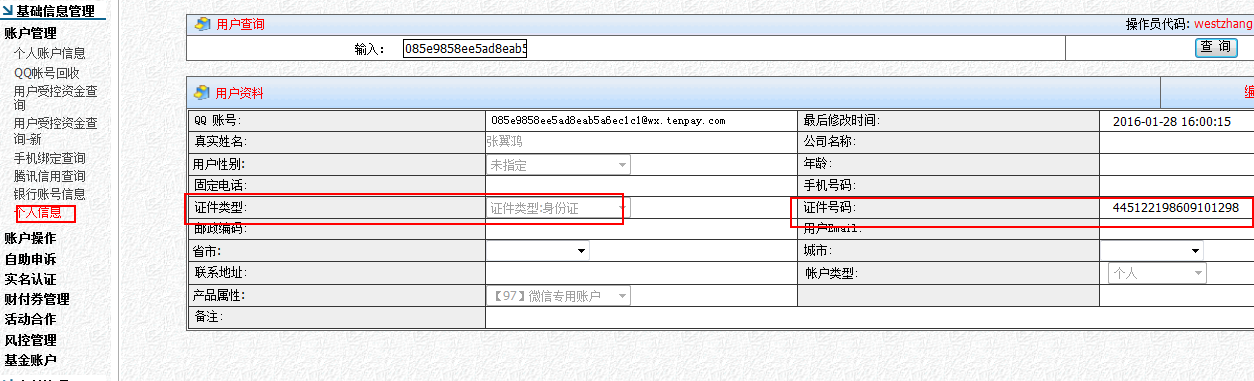 基础信息管理
账户管理
个人账户信息
QQ帐号回收
用户受控资金查
询
用户受控资金查
询-新
手机绑定查询
腾讯信用查询
银行账号信息
个人信息
账户操作
自助申诉
实名认证
财付券管理
活动合作
风控管理
基金账户
用户查询 操作员代码: westzhang
输入: 085e9858ee5ad8eab5 查 询
用户资料
QQ 账号: 085e9858ee5ad8eab5a6ec1c1@wx.tenpay.com 最后修改时间: 2016-01-28 16:00:15
真实姓名: 张翼鸿 公司名称:
用户性别: 未指定 年龄:
固定电话: 手机号码:
证件类型: 证件类型:身份证 证件号码: 445122198609101298
邮政编码: 用户Email:
省市: 城市:
联系地址: 帐户类型: 个人
产品属性: 【97】微信专用账户
备注: